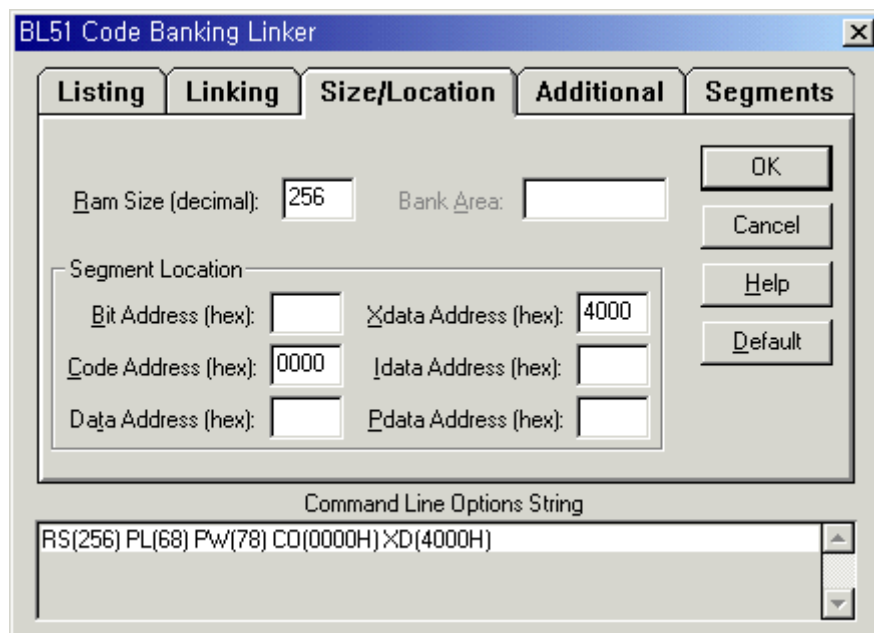 BL51 Code Banking Linker
Listing Linking Size/Location Additional Segments
Ram Size (decimal): 256 Bank Area: OK
Cancel
Segment Location
Bit Address (hex): Xdata Address (hex): 4000 Help
Code Address (hex): 0000 Idata Address (hex): Default
Data Address (hex): Pdata Address (hex):
Command Line Options String
RS(256) PL(68) PW(78) CO(0000H) XD(4000H)